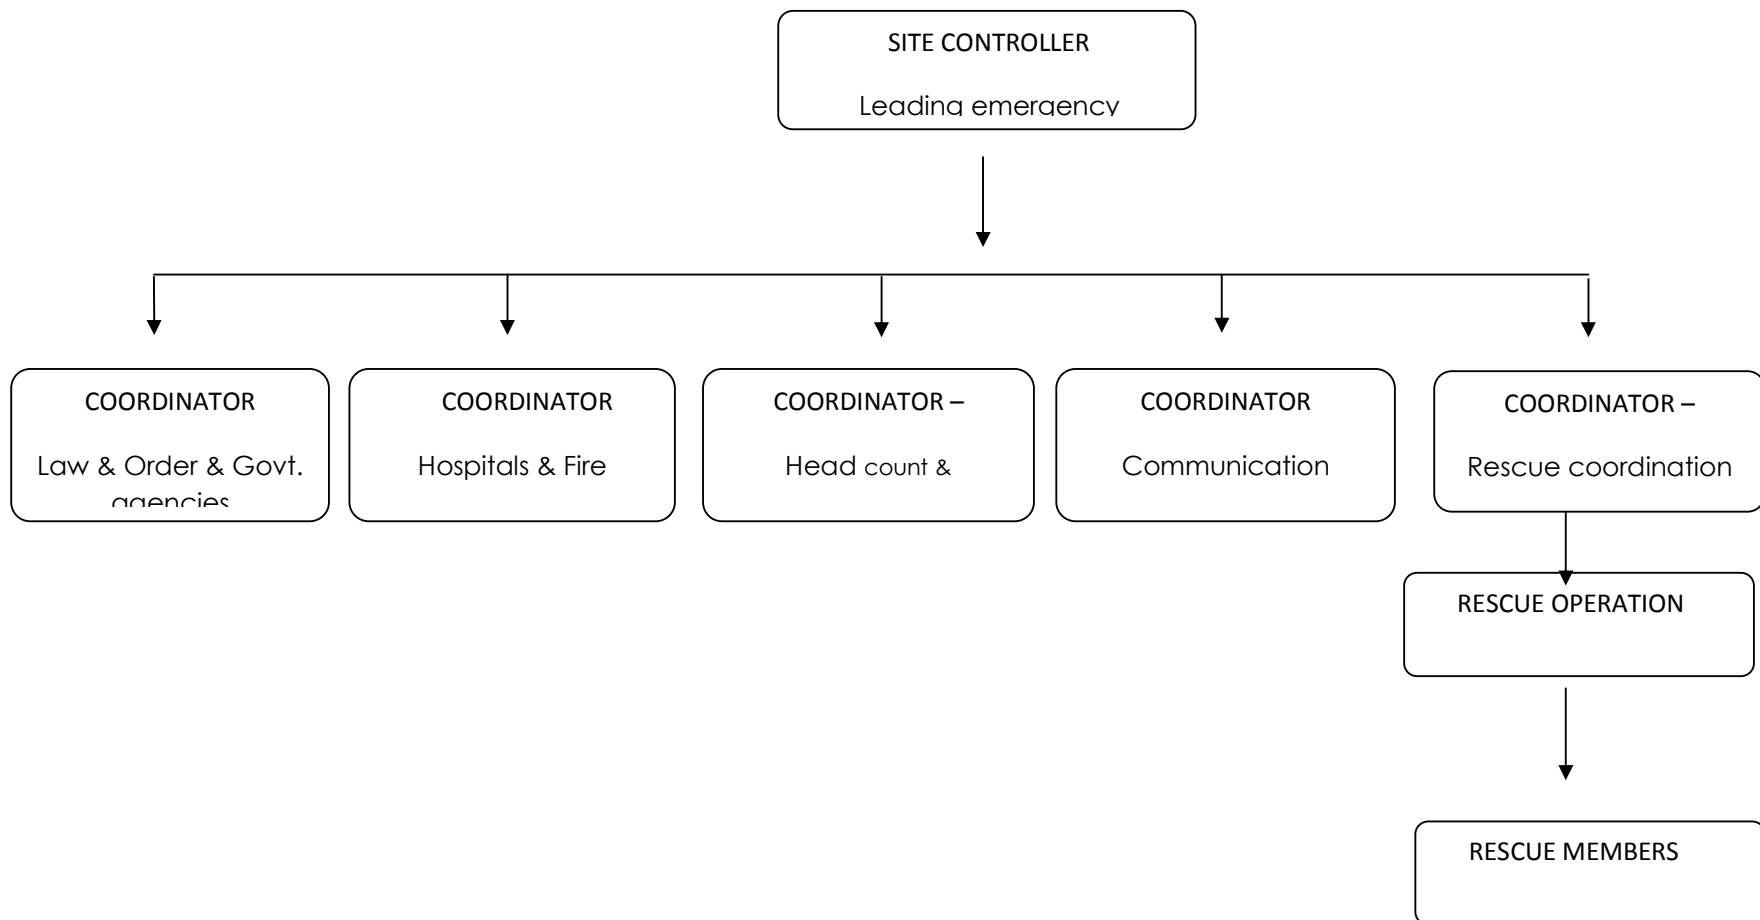 SITE CONTROLLER
Leading emergency
COORDINATOR
Law & Order & Govt.
agencies
COORDINATOR
Hospitals & Fire
COORDINATOR –
Head count &
COORDINATOR
Communication
COORDINATOR –
Rescue coordination
RESCUE OPERATION
RESCUE MEMBERS